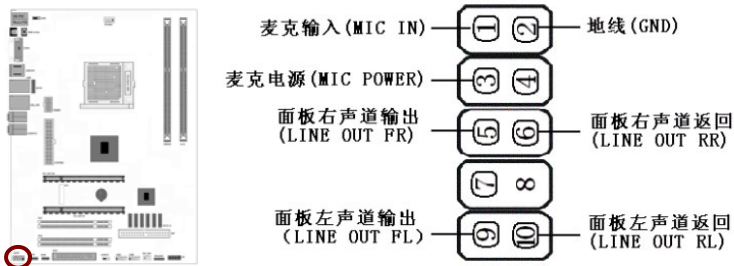 麦克输入(MIC IN) 1 2 地线(GND)
麦克电源(MIC POWER) 3 4
面板右声道输出
(LINE OUT FR) 5 6 面板右声道返回
(LINE OUT RR)
7 8
面板左声道输出
(LINE OUT FL) 9 10 面板左声道返回
(LINE OUT RL)